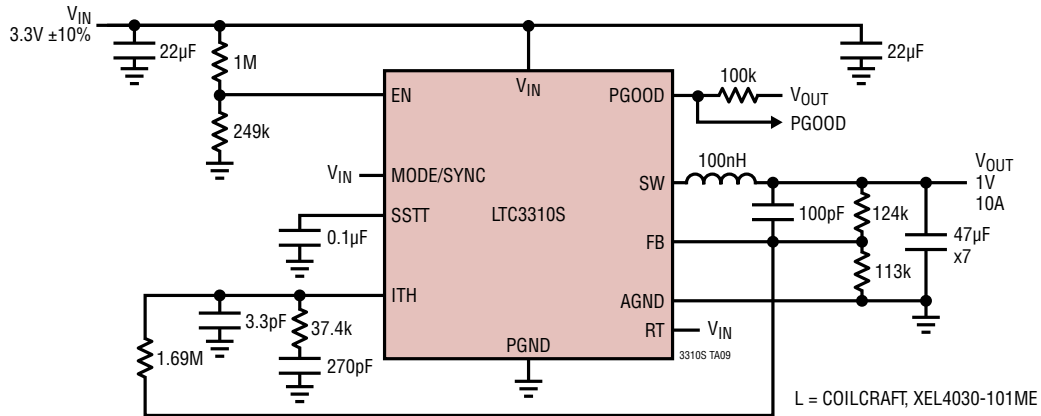 VIN
3.3V ±10%
22µF
1M
22µF
VIN
EN
PGOOD
100k
VOUT
PGOOD
249k
VIN
MODE/SYNC
SW
100nH
VOUT
1V
10A
SSTT
LTC3310S
100pF
124k
0.1µF
FB
47µF
x7
113k
ITH
AGND
3.3pF
37.4k
RT
VIN
1.69M
270pF
PGND
3310S TA09
L = COILCRAFT, XEL4030-101ME